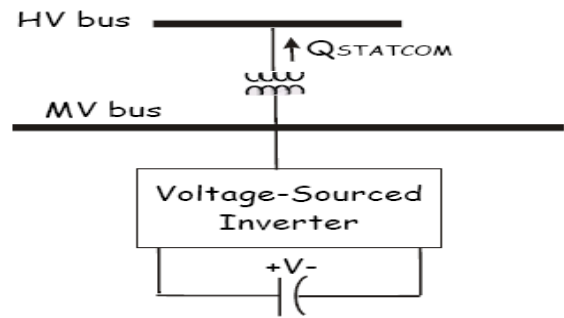 HV bus
QSTATCOM
MV bus
Voltage-Sourced
Inverter
+V-